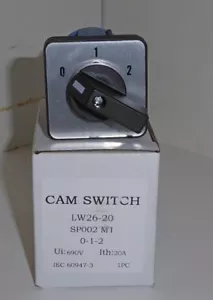 1
0 2
CAM SWITCH
LW26-20
SP002 M1
0-1-2
Ui: 690V Ith: 20A
IEC 60947-3 1PC